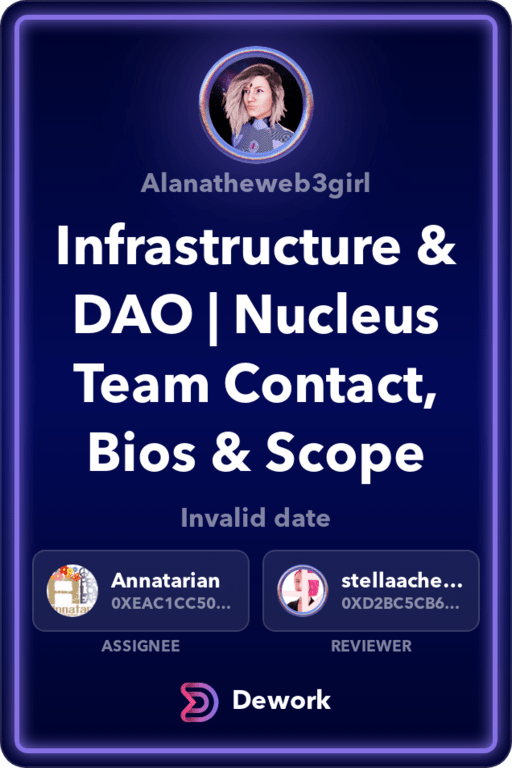 Alanatheweb3girl
Infrastructure &
DAO | Nucleus
Team Contact,
Bios & Scope
Invalid date
Annatarian
0XEAC1CC50...
ASSIGNEE
stellaache...
0XD2BC5CB6...
REVIEWER
Dework